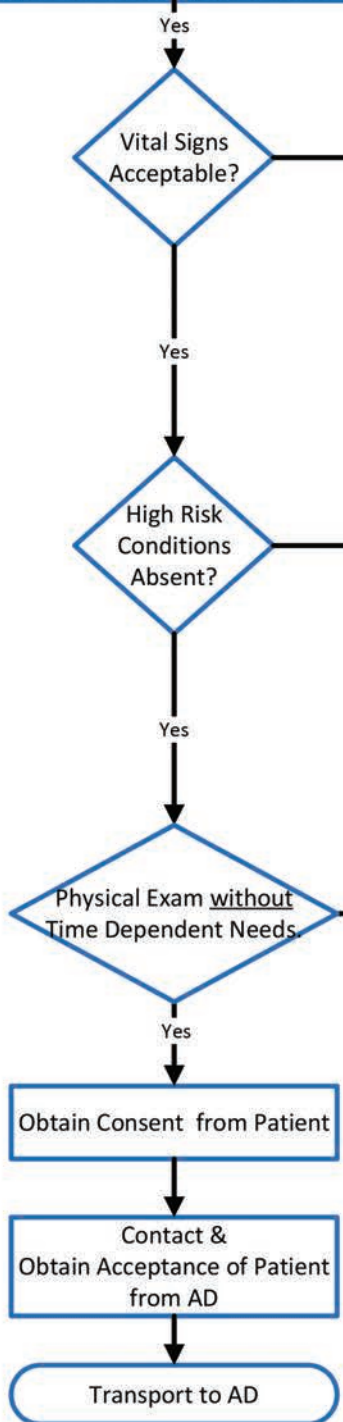 Yes
Vital Signs
Acceptable?
Yes
High Risk
Conditions
Absent?
Yes
Physical Exam without
Time Dependent Needs.
Yes
Obtain Consent from Patient
Contact &
Obtain Acceptance of Patient
from AD
Transport to AD